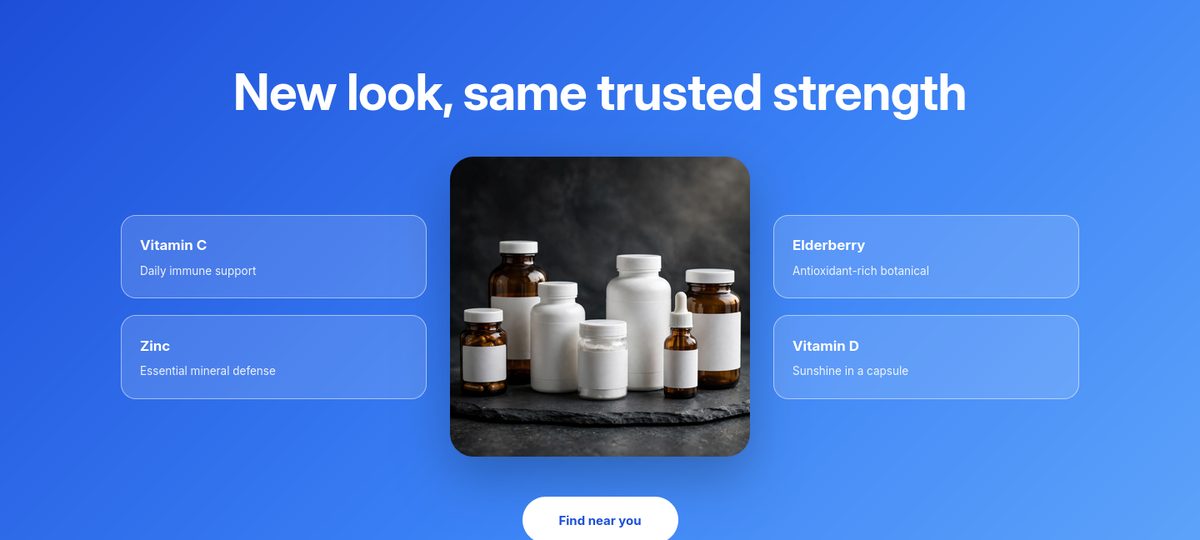 New look, same trusted strength
Vitamin C
Daily immune support
Zinc
Essential mineral defense
Elderberry
Antioxidant-rich botanical
Vitamin D
Sunshine in a capsule
Find near you